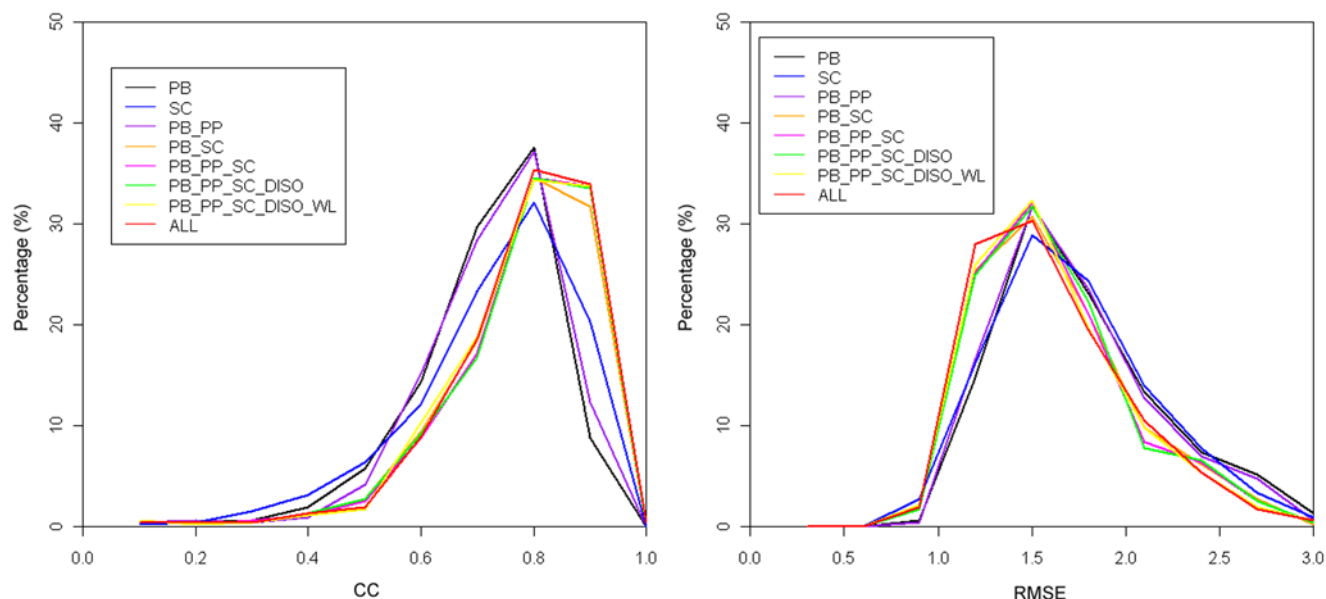 50
40
30
20
10
0
Percentage (%)
PB
SC
PB_PP
PB_SC
PB_PP_SC
PB_PP_SC_DISO
PB_PP_SC_DISO_WL
ALL
0.0 0.2 0.4 0.6 0.8 1.0
CC
50
40
30
20
10
0
Percentage (%)
PB
SC
PB_PP
PB_SC
PB_PP_SC
PB_PP_SC_DISO
PB_PP_SC_DISO_WL
ALL
0.0 0.5 1.0 1.5 2.0 2.5 3.0
RMSE